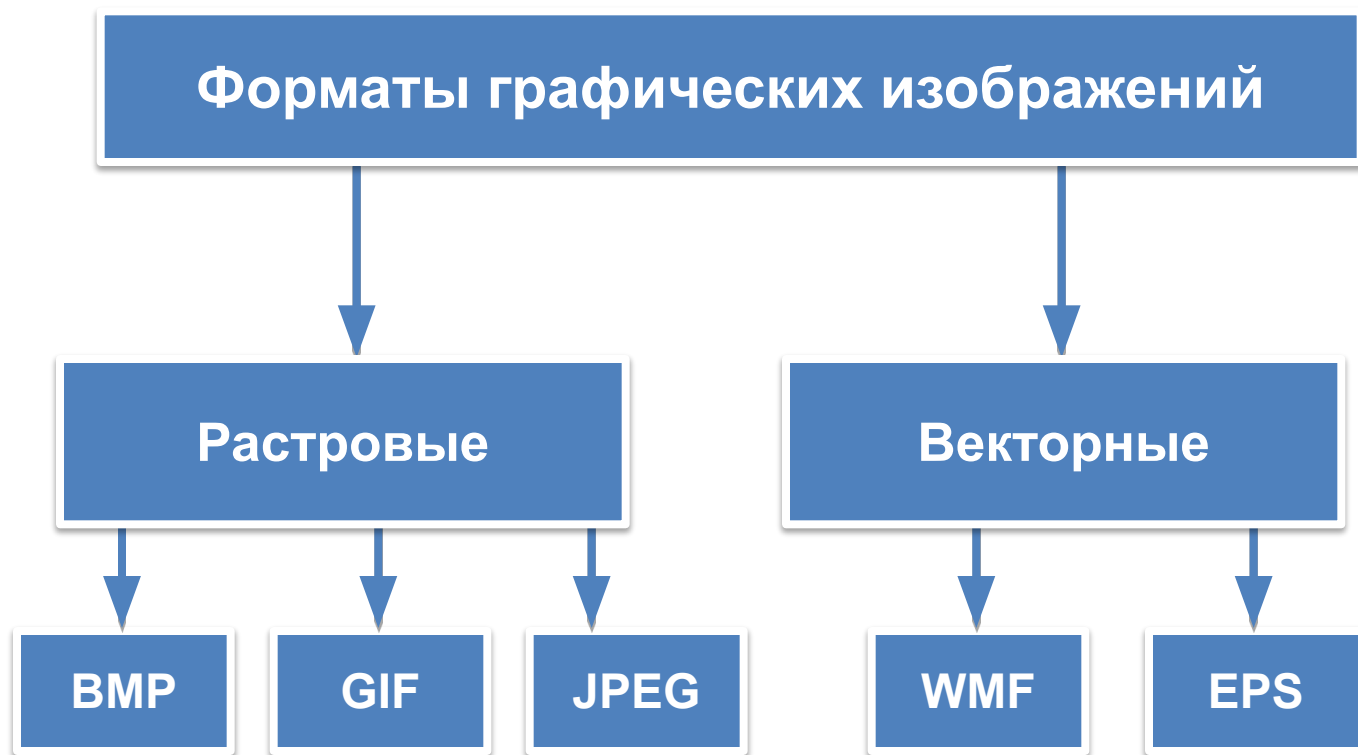 Форматы графических изображений
Растровые
Векторные
BMP
GIF
JPEG
WMF
EPS